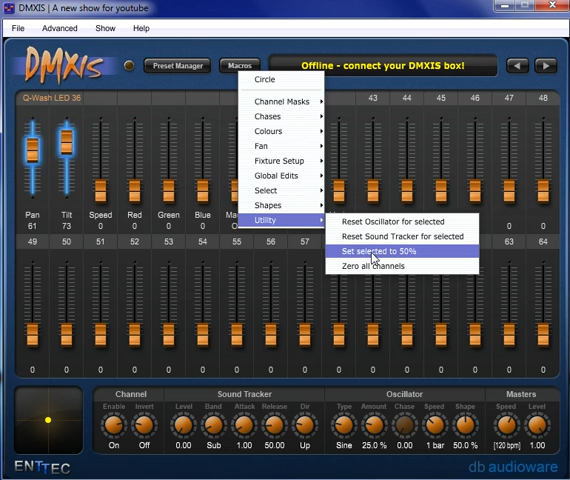 DMXIS | A new show for youtube
File Advanced Show Help
DMXIS Preset Manager Macros Offline - connect your DMXIS box!
Q-Wash LED 36 43 44 45 46 47 48
Circle
Channel Masks
Chases
Colours
Fan
Fixture Setup
Global Edits
Select
Shapes
Utility
Reset Oscillator for selected
Reset Sound Tracker for selected
Set selected to 50%
Zero all channels
Pan Tilt Speed Red Green Blue
61 73 0 0 0 0
49 50 51 52 53 54 55 56 57 63 64
0 0 0 0 0 0 0 0 0 0 0 0 0 0 0 0
Channel Sound Tracker Oscillator Masters
Enable Invert Level Band Attack Release Dir Type Amount Chase Speed Shape Speed Level
On Off 0.00 Sub 1.00 50.00 Up Sine 25.0 % 0.00 1 bar 50.0 % [120 bpm] 1.00
ENTTEC
db audioware